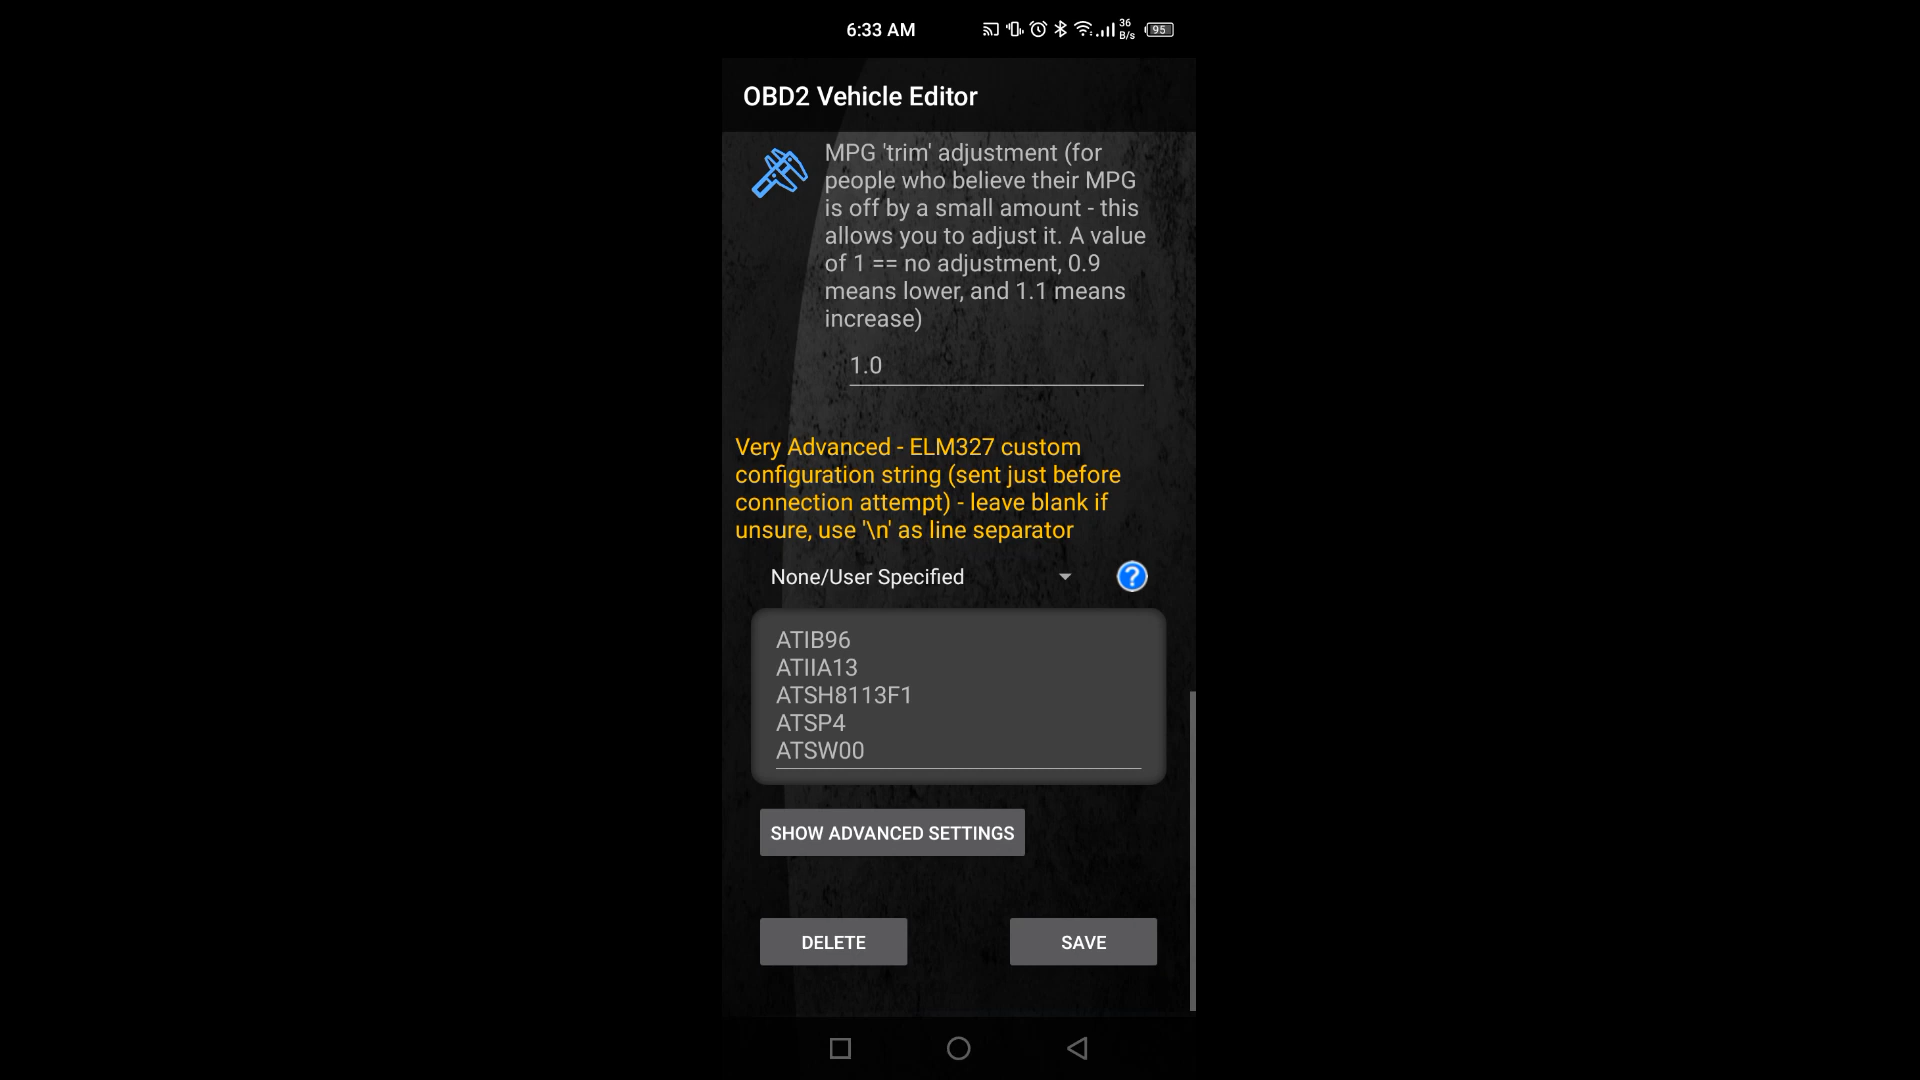 6:33 AM
36
B/s
95
OBD2 Vehicle Editor
MPG 'trim' adjustment (for
people who believe their MPG
is off by a small amount - this
allows you to adjust it. A value
of 1 == no adjustment, 0.9
means lower, and 1.1 means
increase)
1.0
Very Advanced - ELM327 custom
configuration string (sent just before
connection attempt) - leave blank if
unsure, use '\n' as line separator
None/User Specified
?
ATIB96
ATIIA13
ATSH8113F1
ATSP4
ATSW00
SHOW ADVANCED SETTINGS
DELETE
SAVE